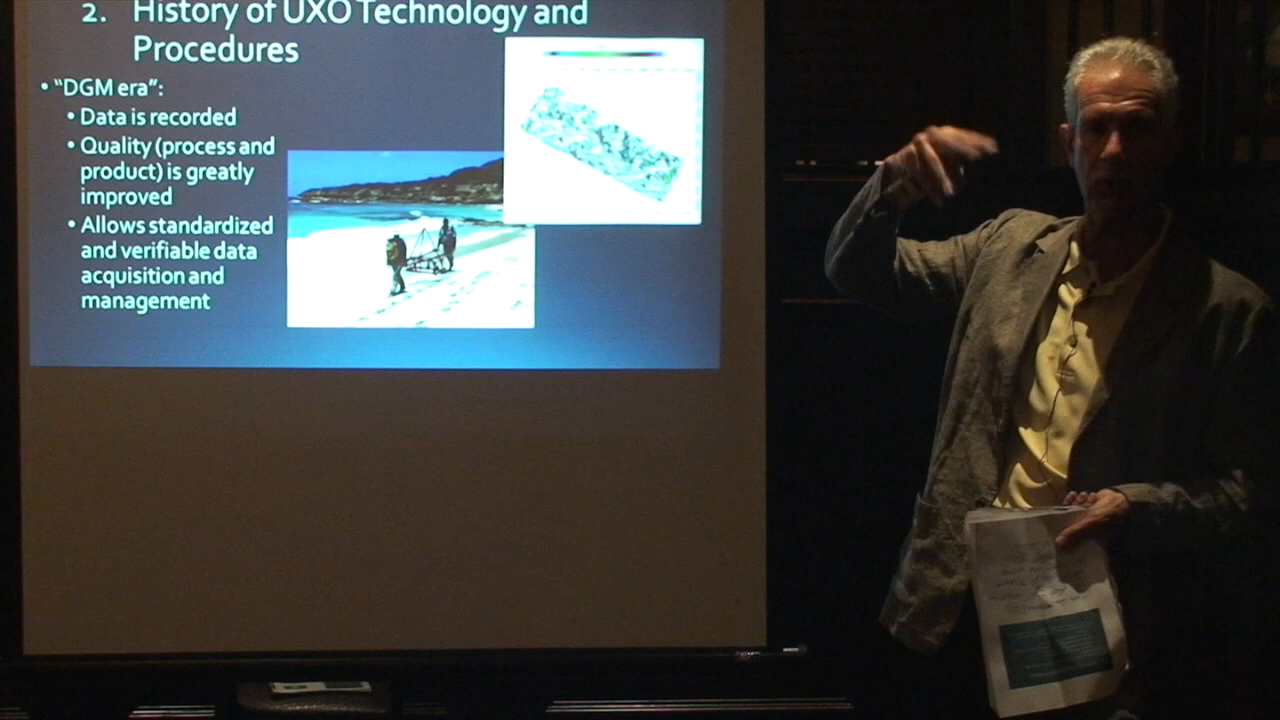 2. History of UXO Technology and
Procedures
• "DGM era":
• Data is recorded
• Quality (process and
product) is greatly
improved
• Allows standardized
and verifiable data
acquisition and
management